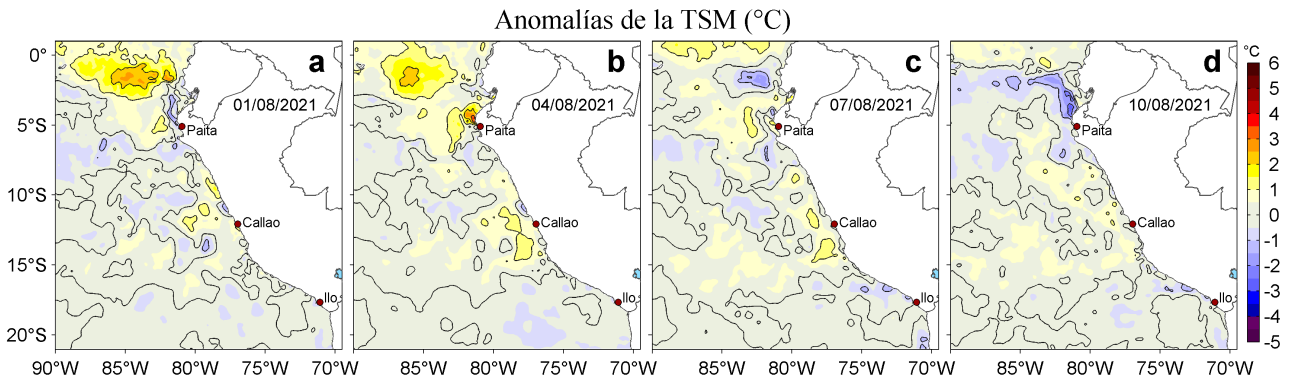 Anomalías de la TSM (°C)
a
b
c
d
01/08/2021
04/08/2021
07/08/2021
10/08/2021
0°
5°S
10°S
15°S
20°S
Paita
Callao
Ilo
Paita
Callao
Ilo
Paita
Callao
Ilo
Paita
Callao
Ilo
90°W
85°W
80°W
75°W
70°W
85°W
80°W
75°W
70°W
85°W
80°W
75°W
70°W
85°W
80°W
75°W
70°W
°C
6
5
4
3
2
1
0
-1
-2
-3
-4
-5